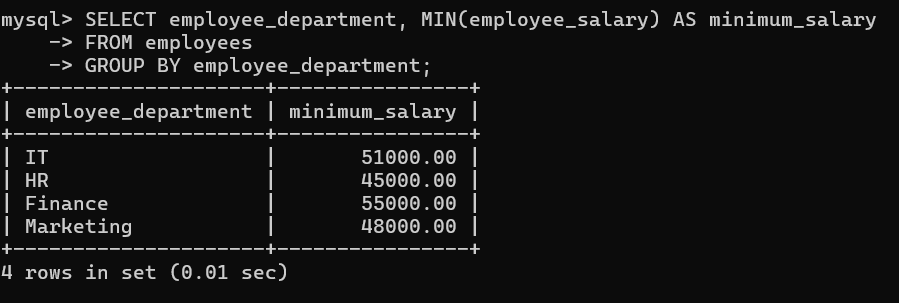 mysql> SELECT employee_department, MIN(employee_salary) AS minimum_salary
    -> FROM employees
    -> GROUP BY employee_department;
+---------------------+----------------+
| employee_department | minimum_salary |
+---------------------+----------------+
| IT                  |       51000.00 |
| HR                  |       45000.00 |
| Finance             |       55000.00 |
| Marketing           |       48000.00 |
+---------------------+----------------+
4 rows in set (0.01 sec)